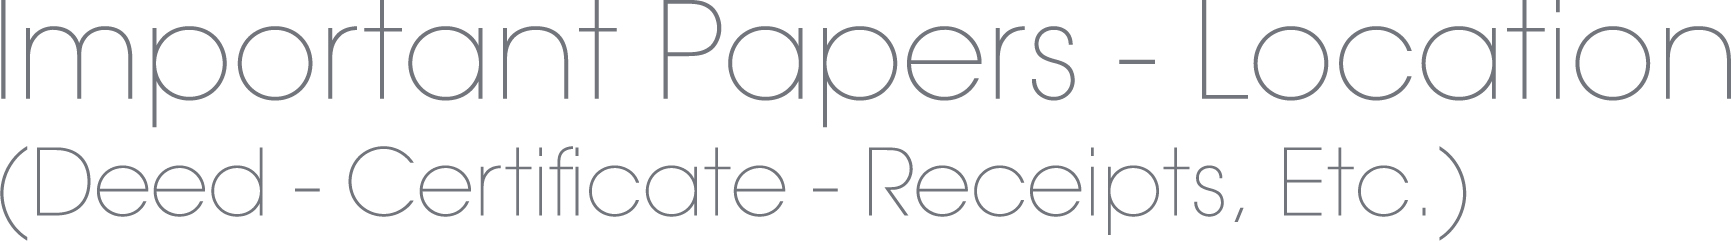 Important Papers - Location
(Deed - Certificate - Receipts, Etc.)